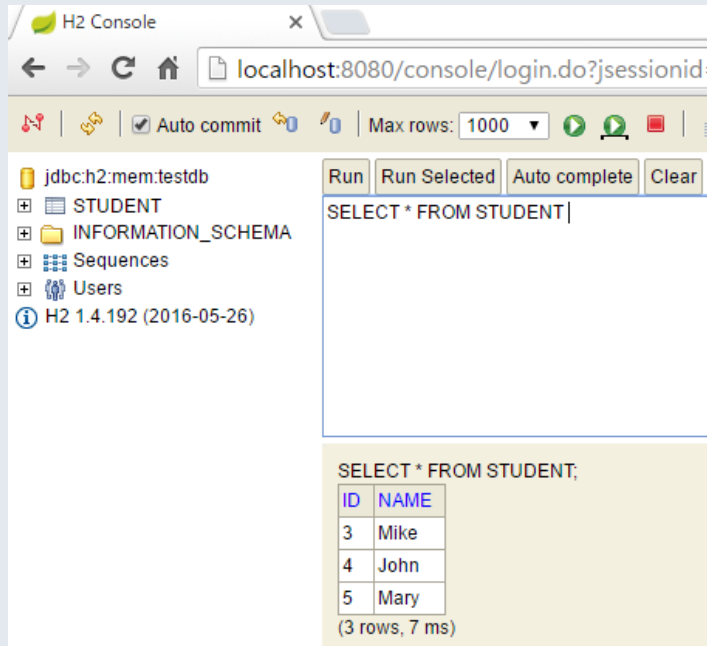 H2 Console
localhost:8080/console/login.do?jsessionid=
Auto commit Max rows: 1000
jdbc:h2:mem:testdb
STUDENT
INFORMATION_SCHEMA
Sequences
Users
H2 1.4.192 (2016-05-26)
Run Run Selected Auto complete Clear
SELECT * FROM STUDENT
SELECT * FROM STUDENT;
ID NAME
3 Mike
4 John
5 Mary
(3 rows, 7 ms)